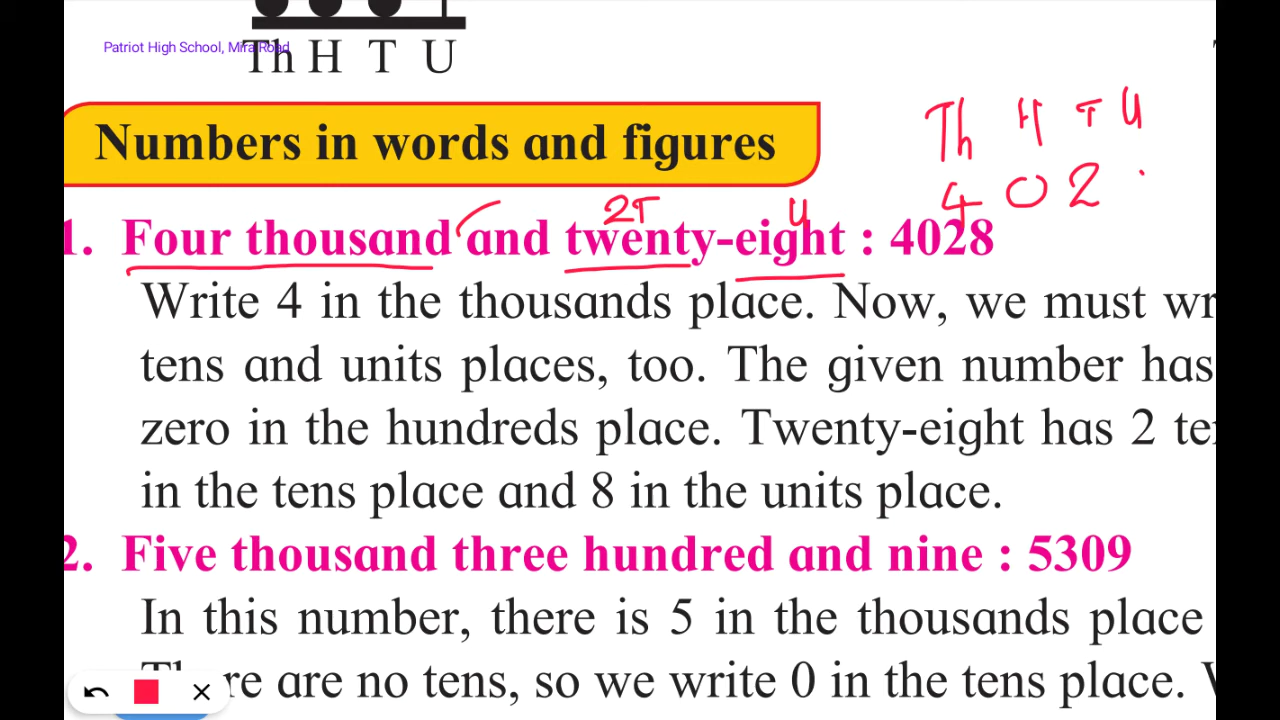 Patriot High School, Mira Road
Th H T U
Numbers in words and figures
Th H T U
4 0 2
2T U
1. Four thousand and twenty-eight : 4028
Write 4 in the thousands place. Now, we must wr
tens and units places, too. The given number has
zero in the hundreds place. Twenty-eight has 2 te
in the tens place and 8 in the units place.
2. Five thousand three hundred and nine : 5309
In this number, there is 5 in the thousands place
There are no tens, so we write 0 in the tens place.